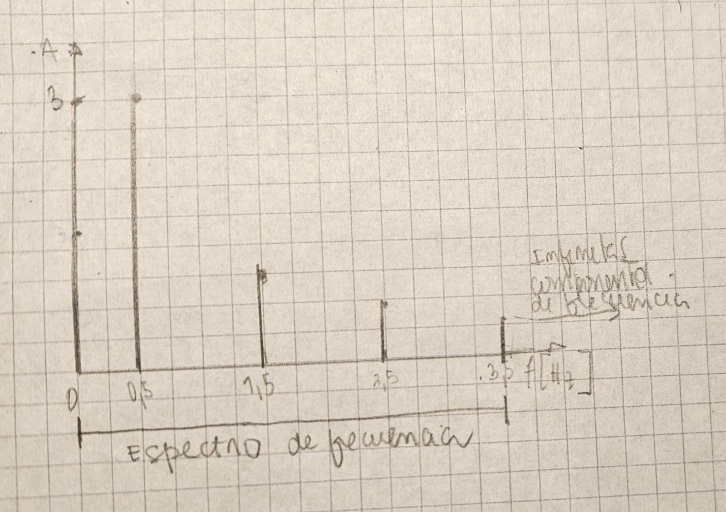 A
3
Infinitas
componentes
de frecuencia
0 0,5 1,5 2,5 3,5 f [Hz]
Espectro de frecuencia